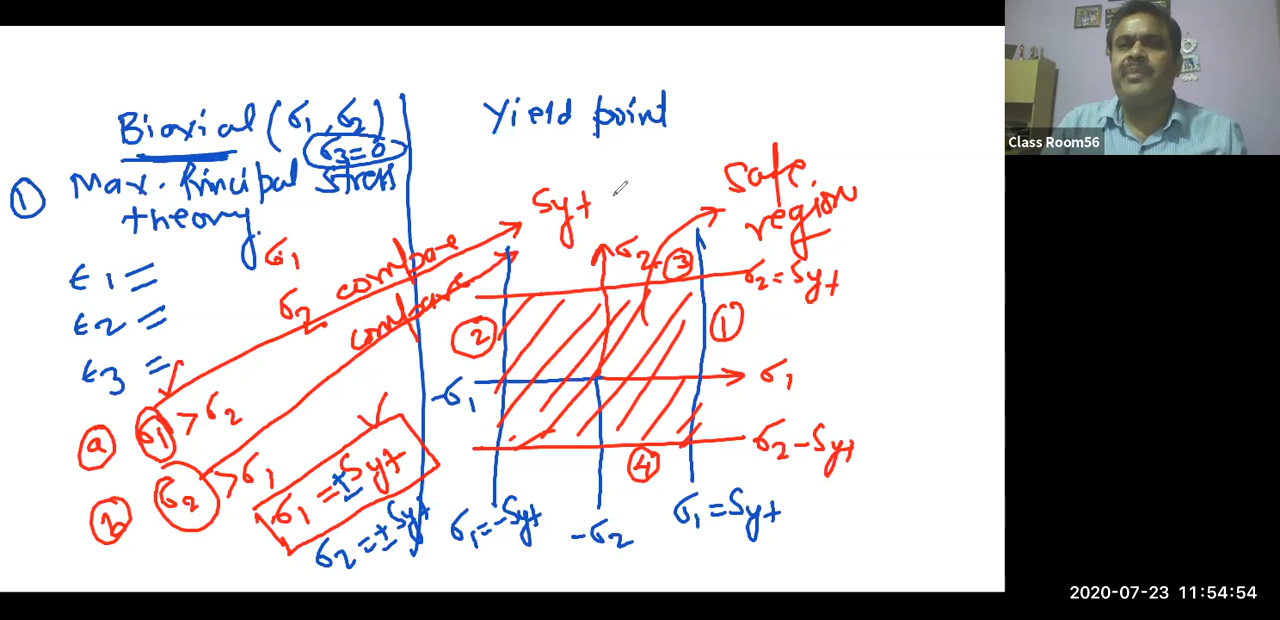 Biaxial (σ1, σ2)
σ3=0
① Max. Principal stress
theory.
ε1 =
ε2 =
ε3 =
σ1
σ2
compare
compare
ⓐ σ1 > σ2
ⓑ σ2 > σ1
σ1 = ±Syt
σ2 = ±Syt
Yield point
Syt
safe
region
σ2
③
σ2 = Syt
②
①
-σ1
σ1
σ2 - Syt
④
σ1 = -Syt
-σ2
σ1 = Syt
Class Room56
2020-07-23 11:54:54